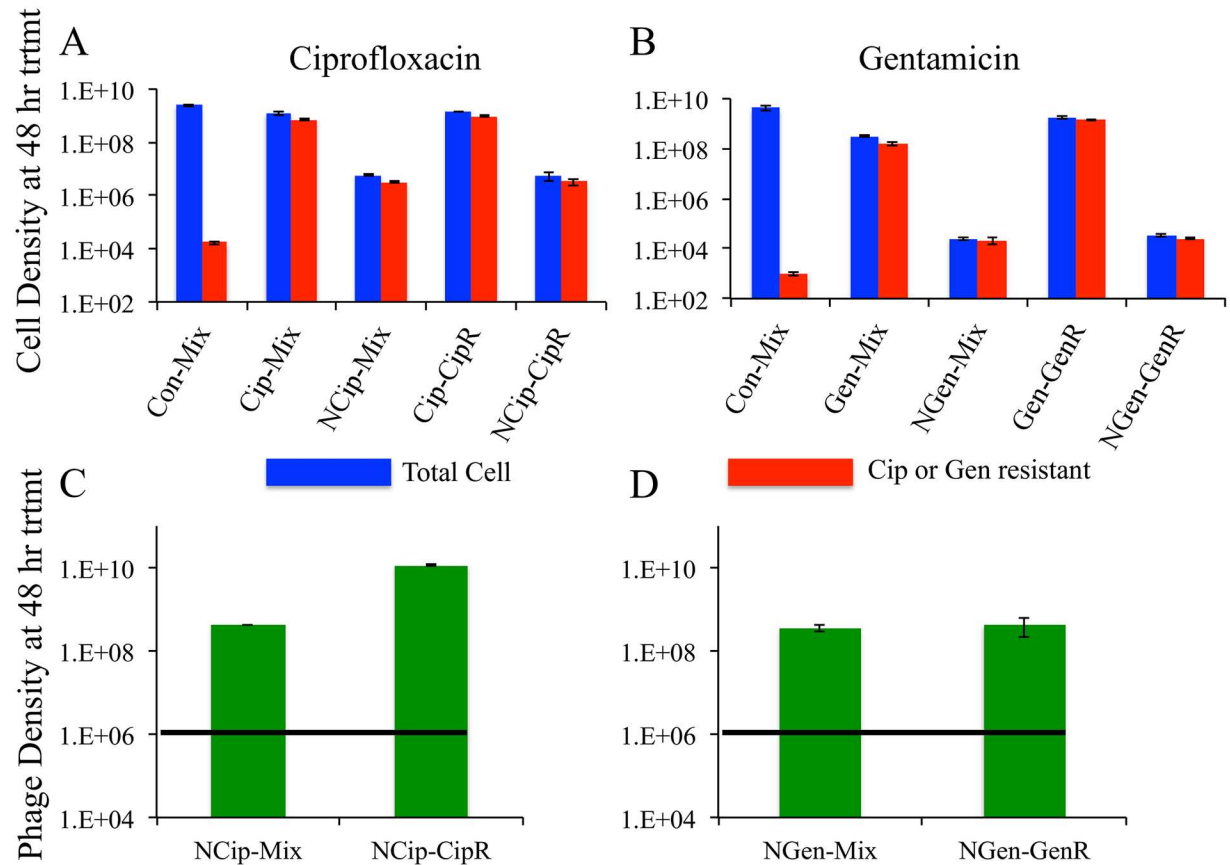 A
Ciprofloxacin
B
Gentamicin
Cell Density at 48 hr trtmt
1.E+10
1.E+08
1.E+06
1.E+04
1.E+02
Con-Mix
Cip-Mix
NCip-Mix
Cip-CipR
NCip-CipR
1.E+10
1.E+08
1.E+06
1.E+04
1.E+02
Con-Mix
Gen-Mix
NGen-Mix
Gen-GenR
NGen-GenR
Total Cell
Cip or Gen resistant
C
D
Phage Density at 48 hr trtmt
1.E+10
1.E+08
1.E+06
1.E+04
NCip-Mix
NCip-CipR
1.E+10
1.E+08
1.E+06
1.E+04
NGen-Mix
NGen-GenR